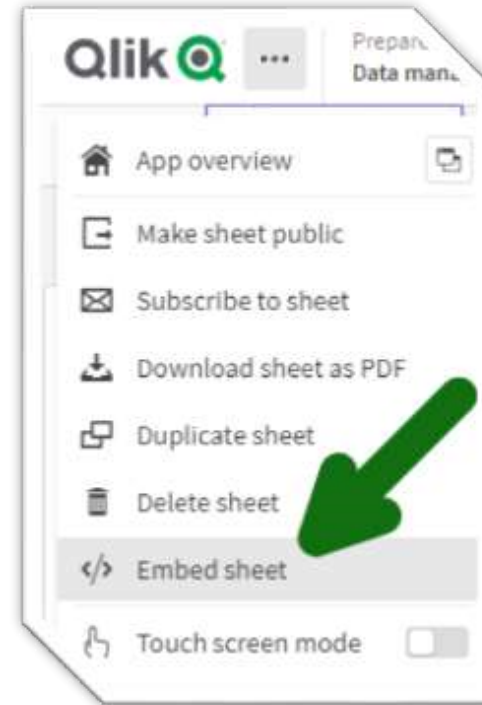 Qlik
Data
App overview
Make sheet public
Subscribe to sheet
Download sheet as PDF
Duplicate sheet
Delete sheet
Embed sheet
Touch screen mode